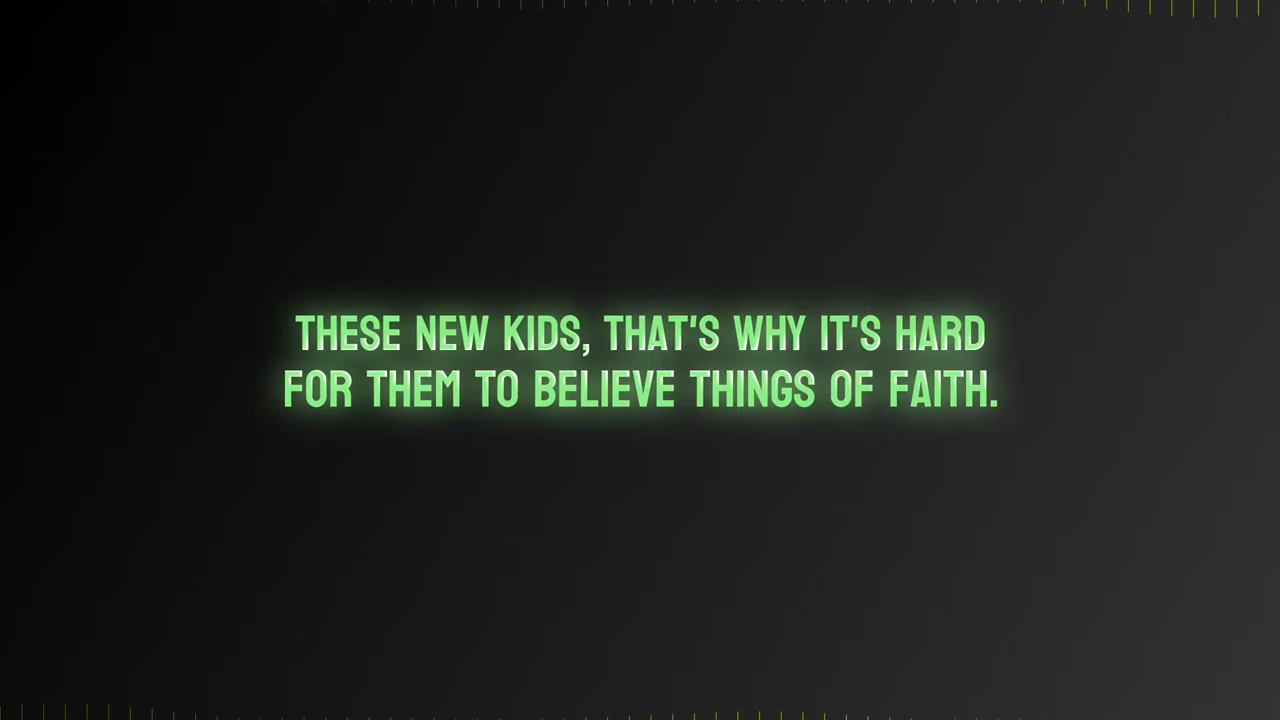 THESE NEW KIDS, THAT'S WHY IT'S HARD
FOR THEM TO BELIEVE THINGS OF FAITH.